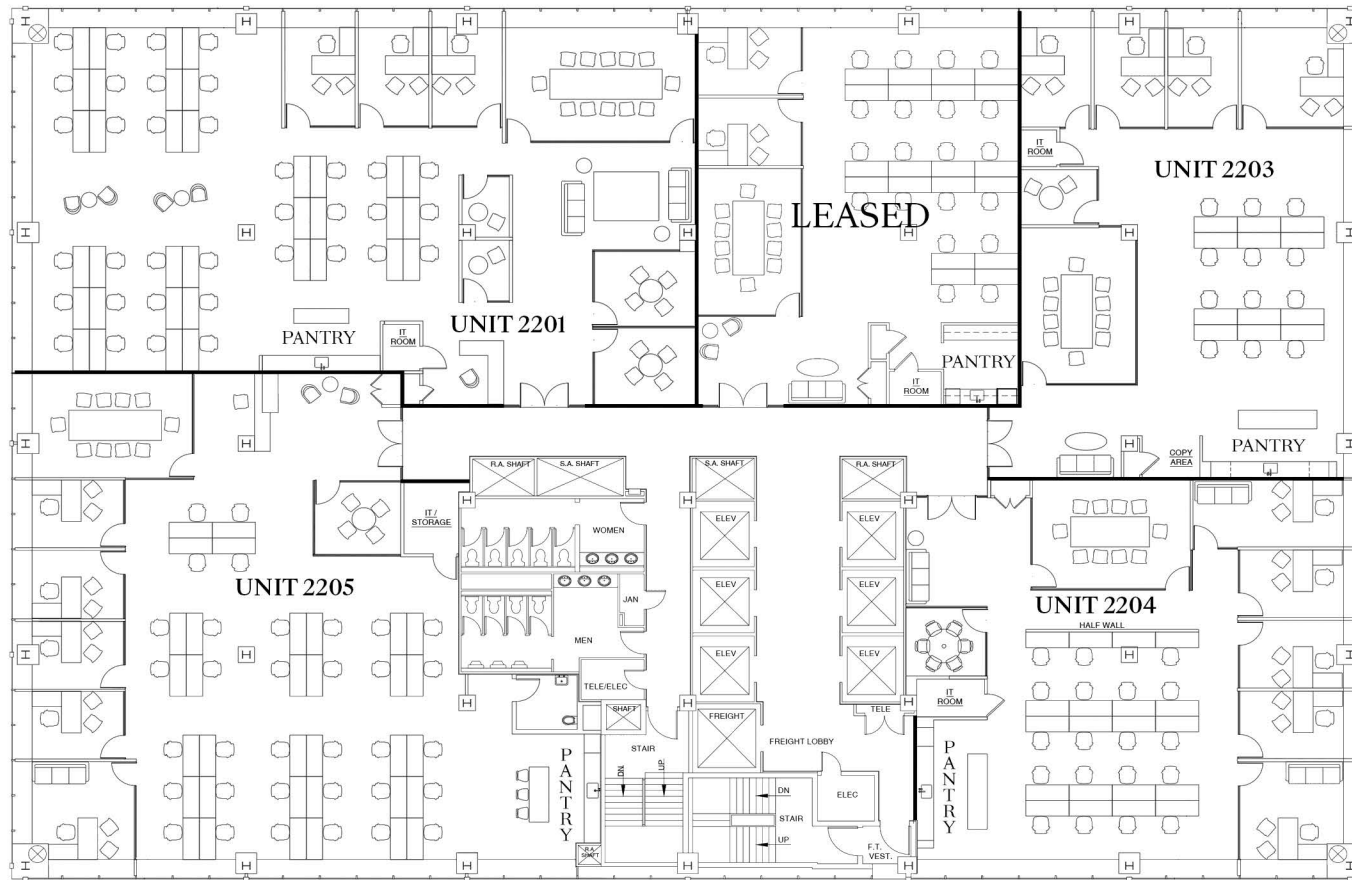 H
H
H
H
H
H
H
IT
ROOM
UNIT 2203
LEASED
H
H
H
H
H
H
UNIT 2201
PANTRY
IT
ROOM
PANTRY
IT
ROOM
PANTRY
COPY
AREA
H
H
H
H
R.A. SHAFT
S.A. SHAFT
S.A. SHAFT
R.A. SHAFT
H
H
H
IT /
STORAGE
WOMEN
ELEV
ELEV
ELEV
ELEV
JAN
UNIT 2205
UNIT 2204
HALF WALL
MEN
ELEV
ELEV
H
H
H
H
TELE/ELEC
IT
ROOM
H
H
H
SHAFT
FREIGHT
TELE
STAIR
FREIGHT LOBBY
PANTRY
PANTRY
DN
UP
ELEC
DN
STAIR
UP
F.T.
VEST.
R.A.
SHAFT
H
H
H
H
H
H
H